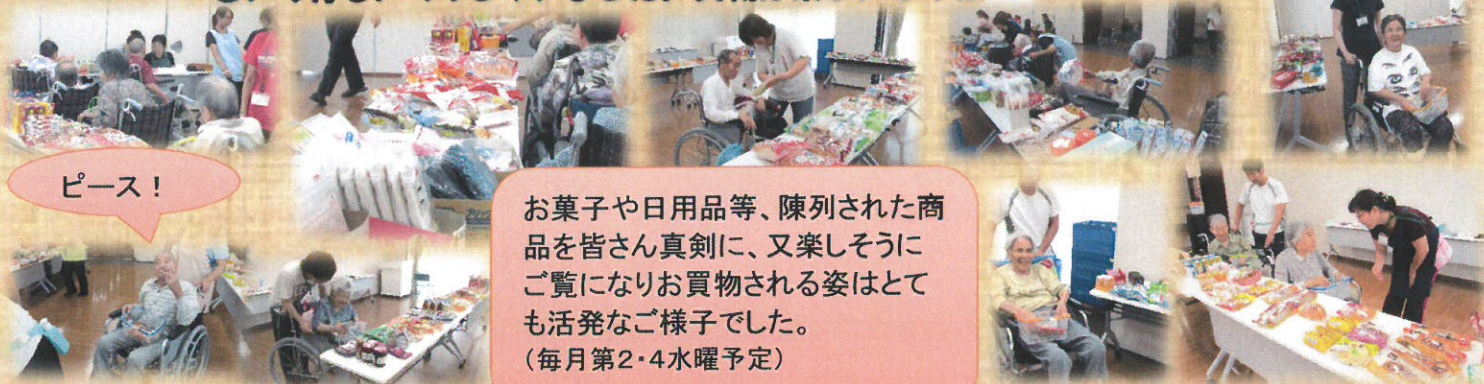 ピース！
お菓子や日用品等、陳列された商
品を皆さん真剣に、又楽しそうに
ご覧になりお買物される姿はとて
も活発なご様子でした。
（毎月第2・4水曜予定）